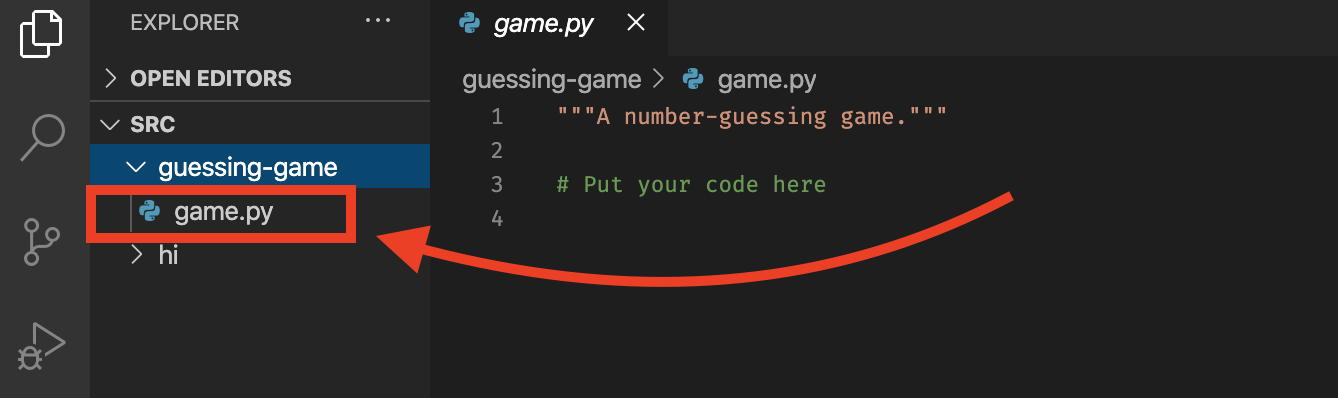 EXPLORER
···
OPEN EDITORS
SRC
guessing-game
game.py
hi
game.py
guessing-game > game.py
1 """A number-guessing game."""
2
3 # Put your code here
4